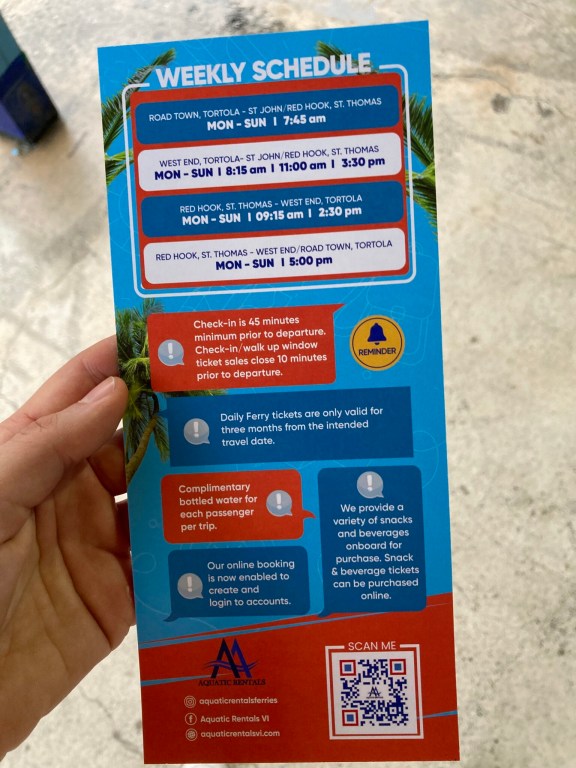 WEEKLY SCHEDULE
ROAD TOWN, TORTOLA - ST JOHN/RED HOOK, ST. THOMAS
MON - SUN I 7:45 am
WEST END, TORTOLA- ST JOHN/RED HOOK, ST. THOMAS
MON - SUN I 8:15 am I 11:00 am I 3:30 pm
RED HOOK, ST. THOMAS - WEST END, TORTOLA
MON - SUN I 09:15 am I 2:30 pm
RED HOOK, ST. THOMAS - WEST END/ROAD TOWN, TORTOLA
MON - SUN I 5:00 pm
Check-in is 45 minutes
minimum prior to departure.
Check-in/walk up window
ticket sales close 10 minutes
prior to departure.
REMINDER
Daily Ferry tickets are only valid for
three months from the intended
travel date.
Complimentary
bottled water for
each passenger
per trip.
We provide a
variety of snacks
and beverages
onboard for
purchase. Snack
& beverage tickets
can be purchased
online.
Our online booking
is now enabled to
create and
login to accounts.
AQUATIC RENTALS
aquaticrentalsferries
Aquatic Rentals VI
aquaticrentalsvi.com
SCAN ME